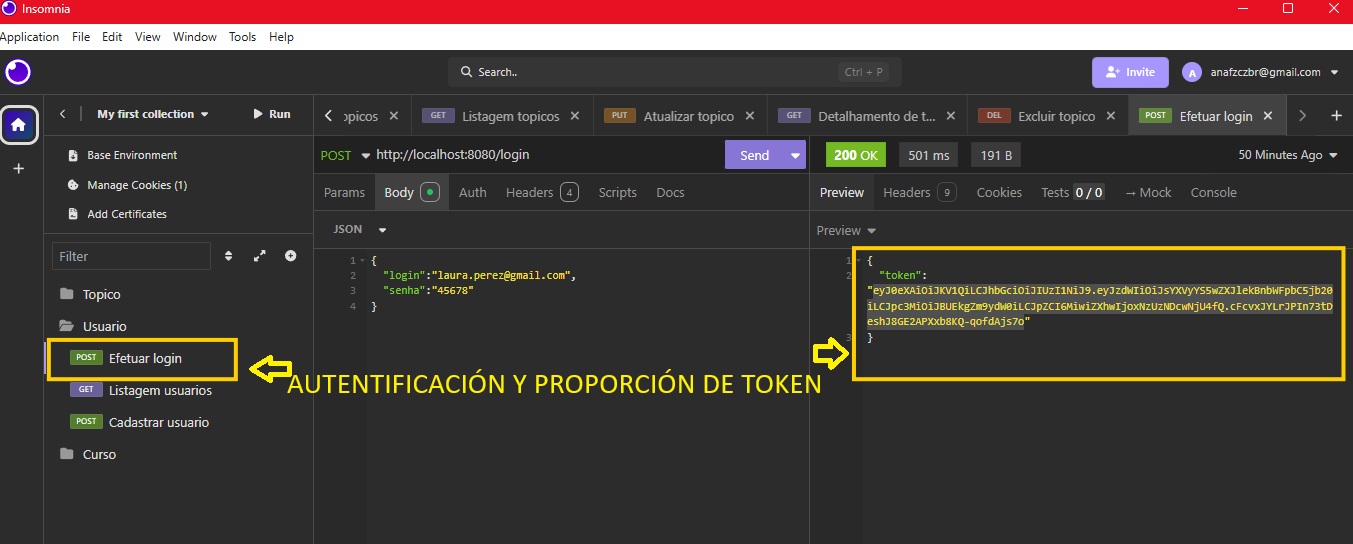 Insomnia
Application File Edit View Window Tools Help
Search.. Ctrl + P
Invite
A anafzczbr@gmail.com
My first collection Run
opicos GET Listagem topicos PUT Atualizar topico GET Detalhamento de t... DEL Excluir topico POST Efetuar login
Base Environment
Manage Cookies (1)
Add Certificates
Filter
Topico
Usuario
POST Efetuar login
GET Listagem usuarios
POST Cadastrar usuario
Curso
POST http://localhost:8080/login Send
Params Body Auth Headers 4 Scripts Docs
JSON
1 {
2 "login":"laura.perez@gmail.com",
3 "senha":"45678"
4 }
200 OK 501 ms 191 B 50 Minutes Ago
Preview Headers 9 Cookies Tests 0 / 0 → Mock Console
Preview
1 {
2 "token":
"eyJ0eXAiOiJKV1QiLCJhbGciOiJIUzI1NiJ9.eyJzdWIiOiJsYXVyYS5wZXJlekBnbWFpbC5jb20
iLCJpc3MiOiJBUEkgZm9ydW0iLCJpZCI6MiwiZXhwIjoxNzUzNDcwNjU4fQ.cFcvxJYLrJPIn73tD
eshJ8GE2APXxb8KQ-qofdAjs7o"
3 }
AUTENTIFICACIÓN Y PROPORCIÓN DE TOKEN